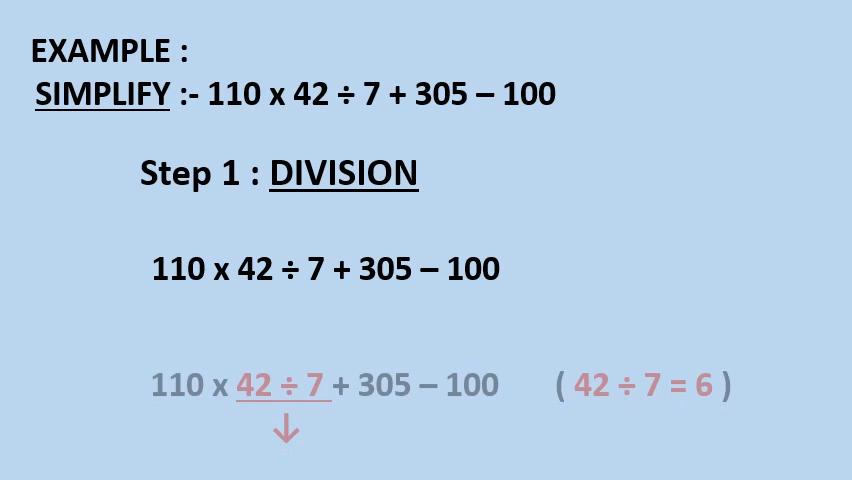 EXAMPLE :
SIMPLIFY :- 110 x 42 ÷ 7 + 305 – 100
Step 1 : DIVISION
110 x 42 ÷ 7 + 305 – 100
110 x 42 ÷ 7 + 305 – 100 ( 42 ÷ 7 = 6 )